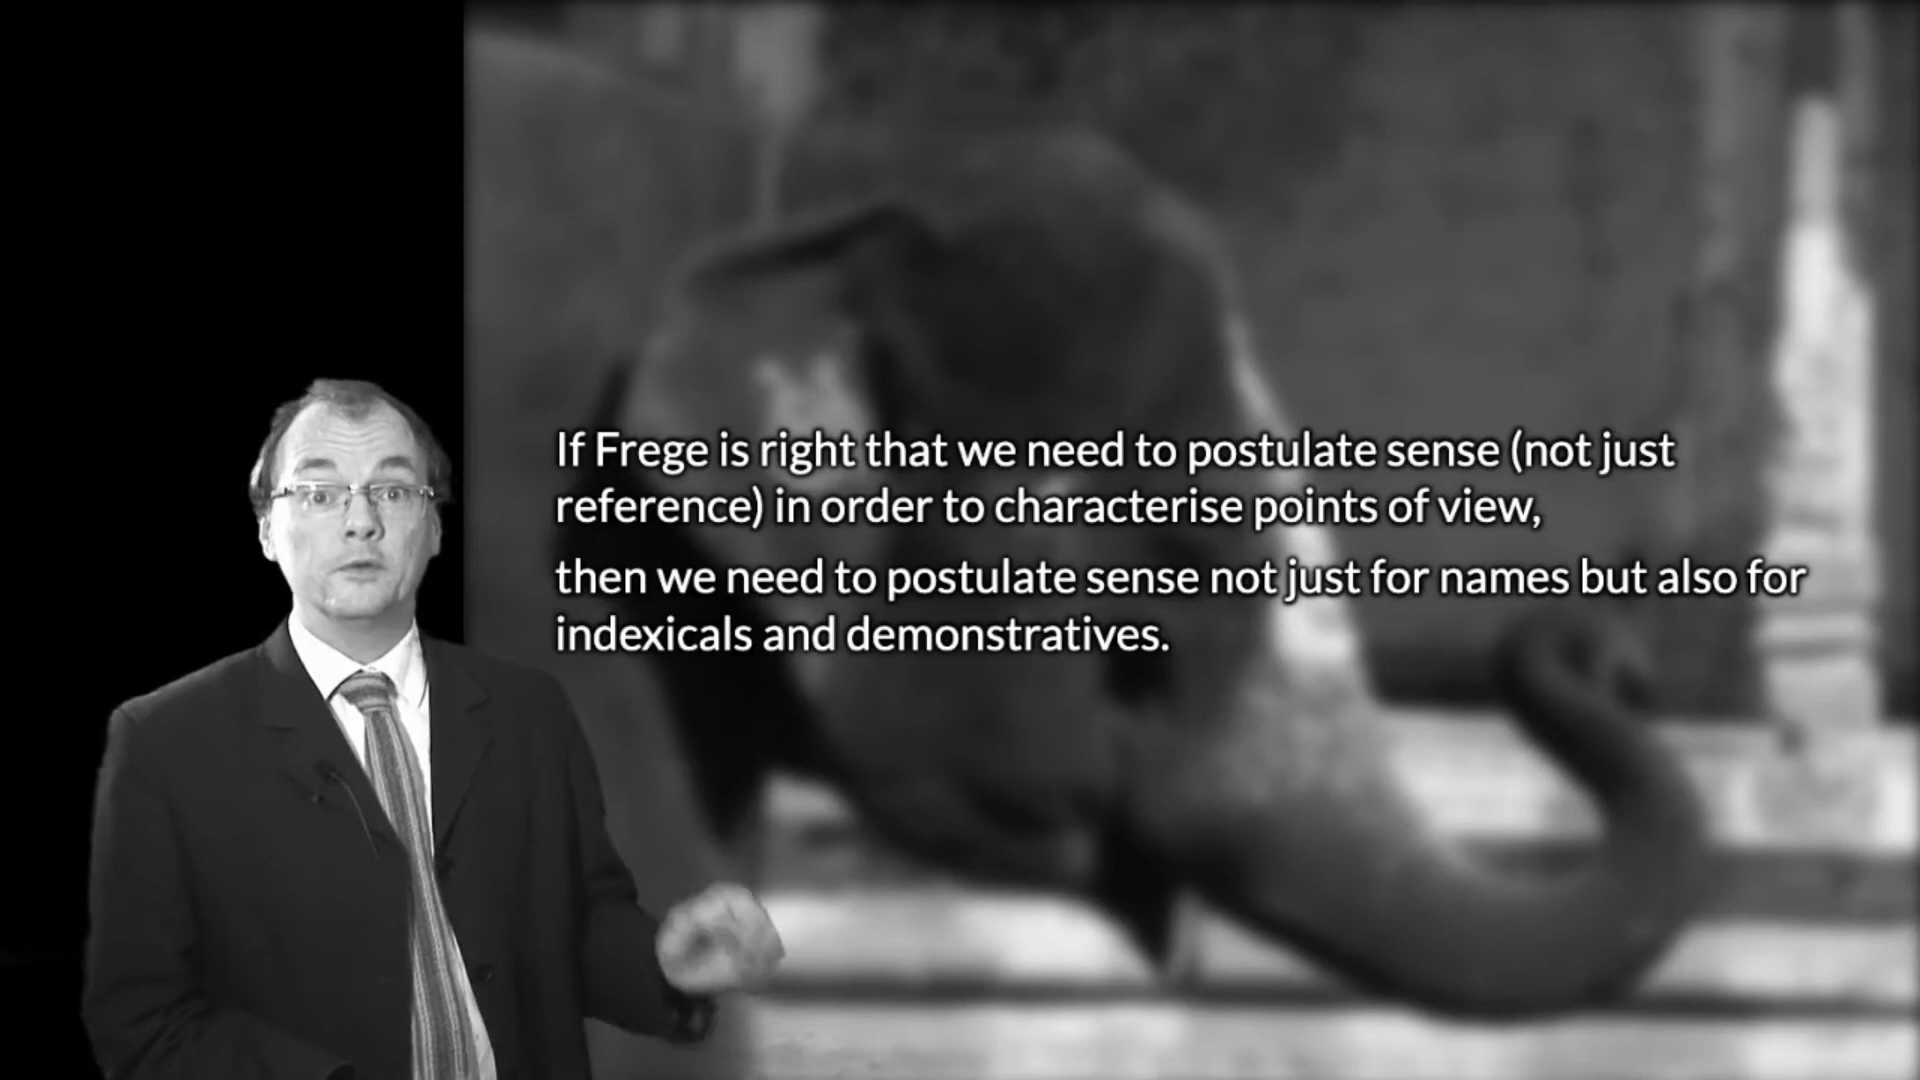 If Frege is right that we need to postulate sense (not just
reference) in order to characterise points of view,
then we need to postulate sense not just for names but also for
indexicals and demonstratives.